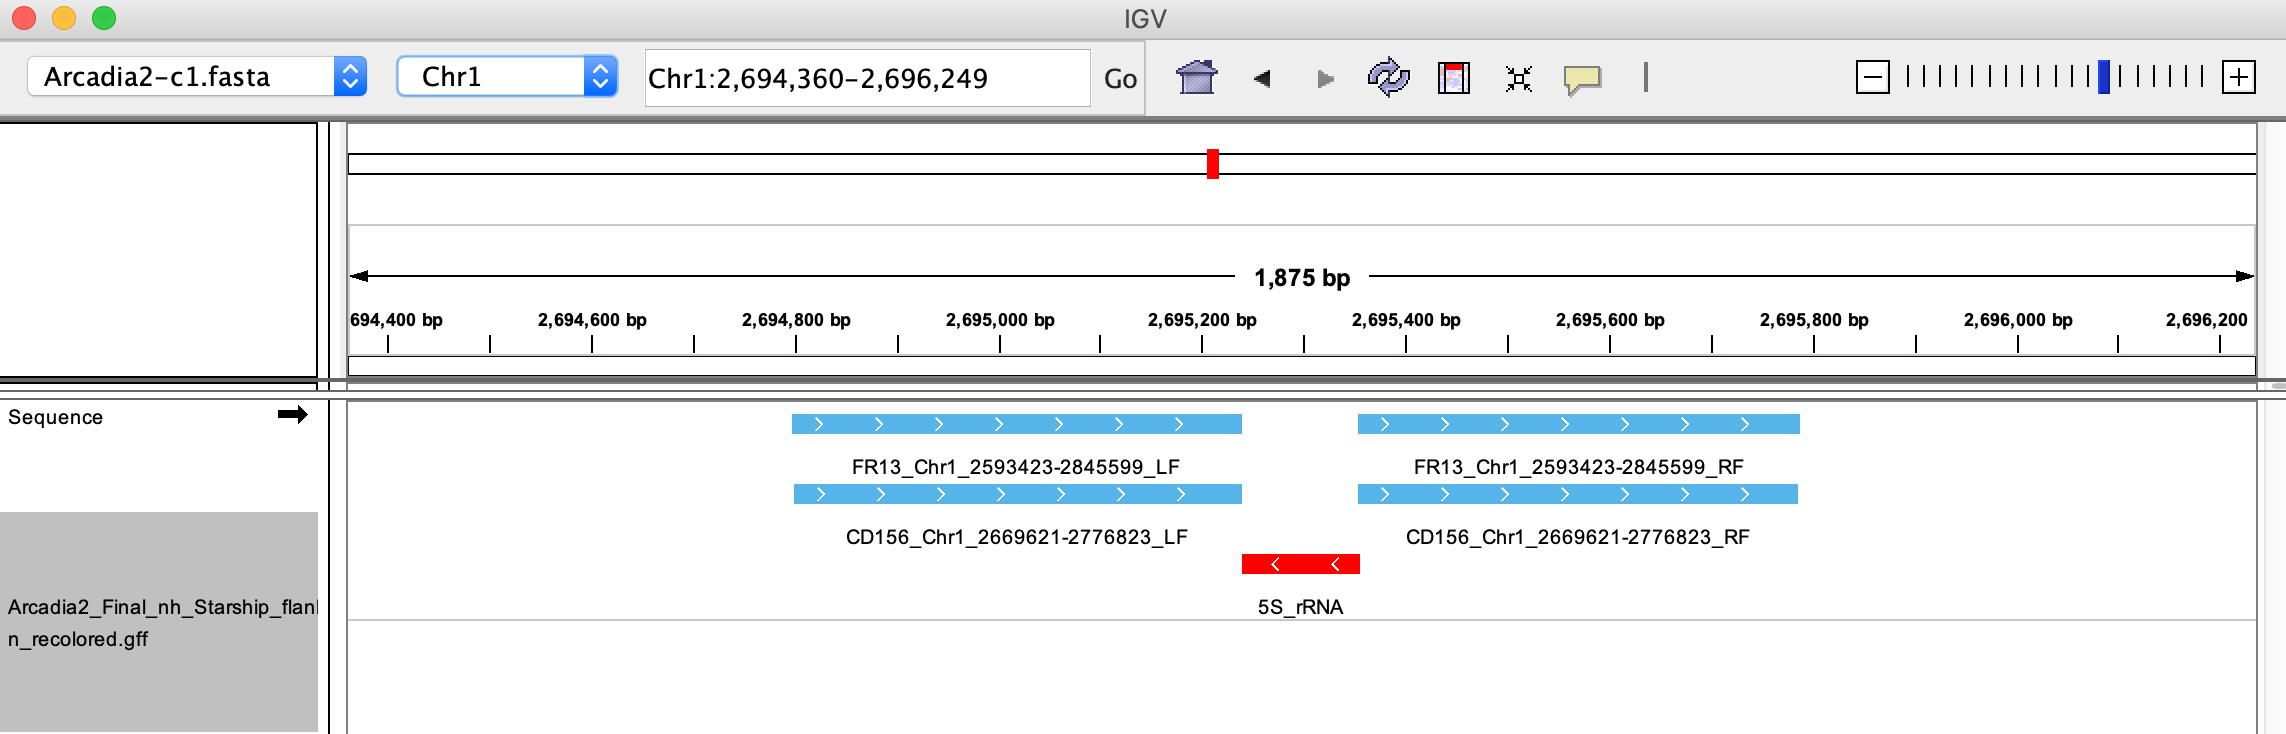 IGV
Arcadia2-c1.fasta Chr1 Chr1:2,694,360-2,696,249 Go
1,875 bp
694,400 bp 2,694,600 bp 2,694,800 bp 2,695,000 bp 2,695,200 bp 2,695,400 bp 2,695,600 bp 2,695,800 bp 2,696,000 bp 2,696,200
Sequence
FR13_Chr1_2593423-2845599_LF FR13_Chr1_2593423-2845599_RF
CD156_Chr1_2669621-2776823_LF CD156_Chr1_2669621-2776823_RF
5S_rRNA
Arcadia2_Final_nh_Starship_flan
n_recolored.gff